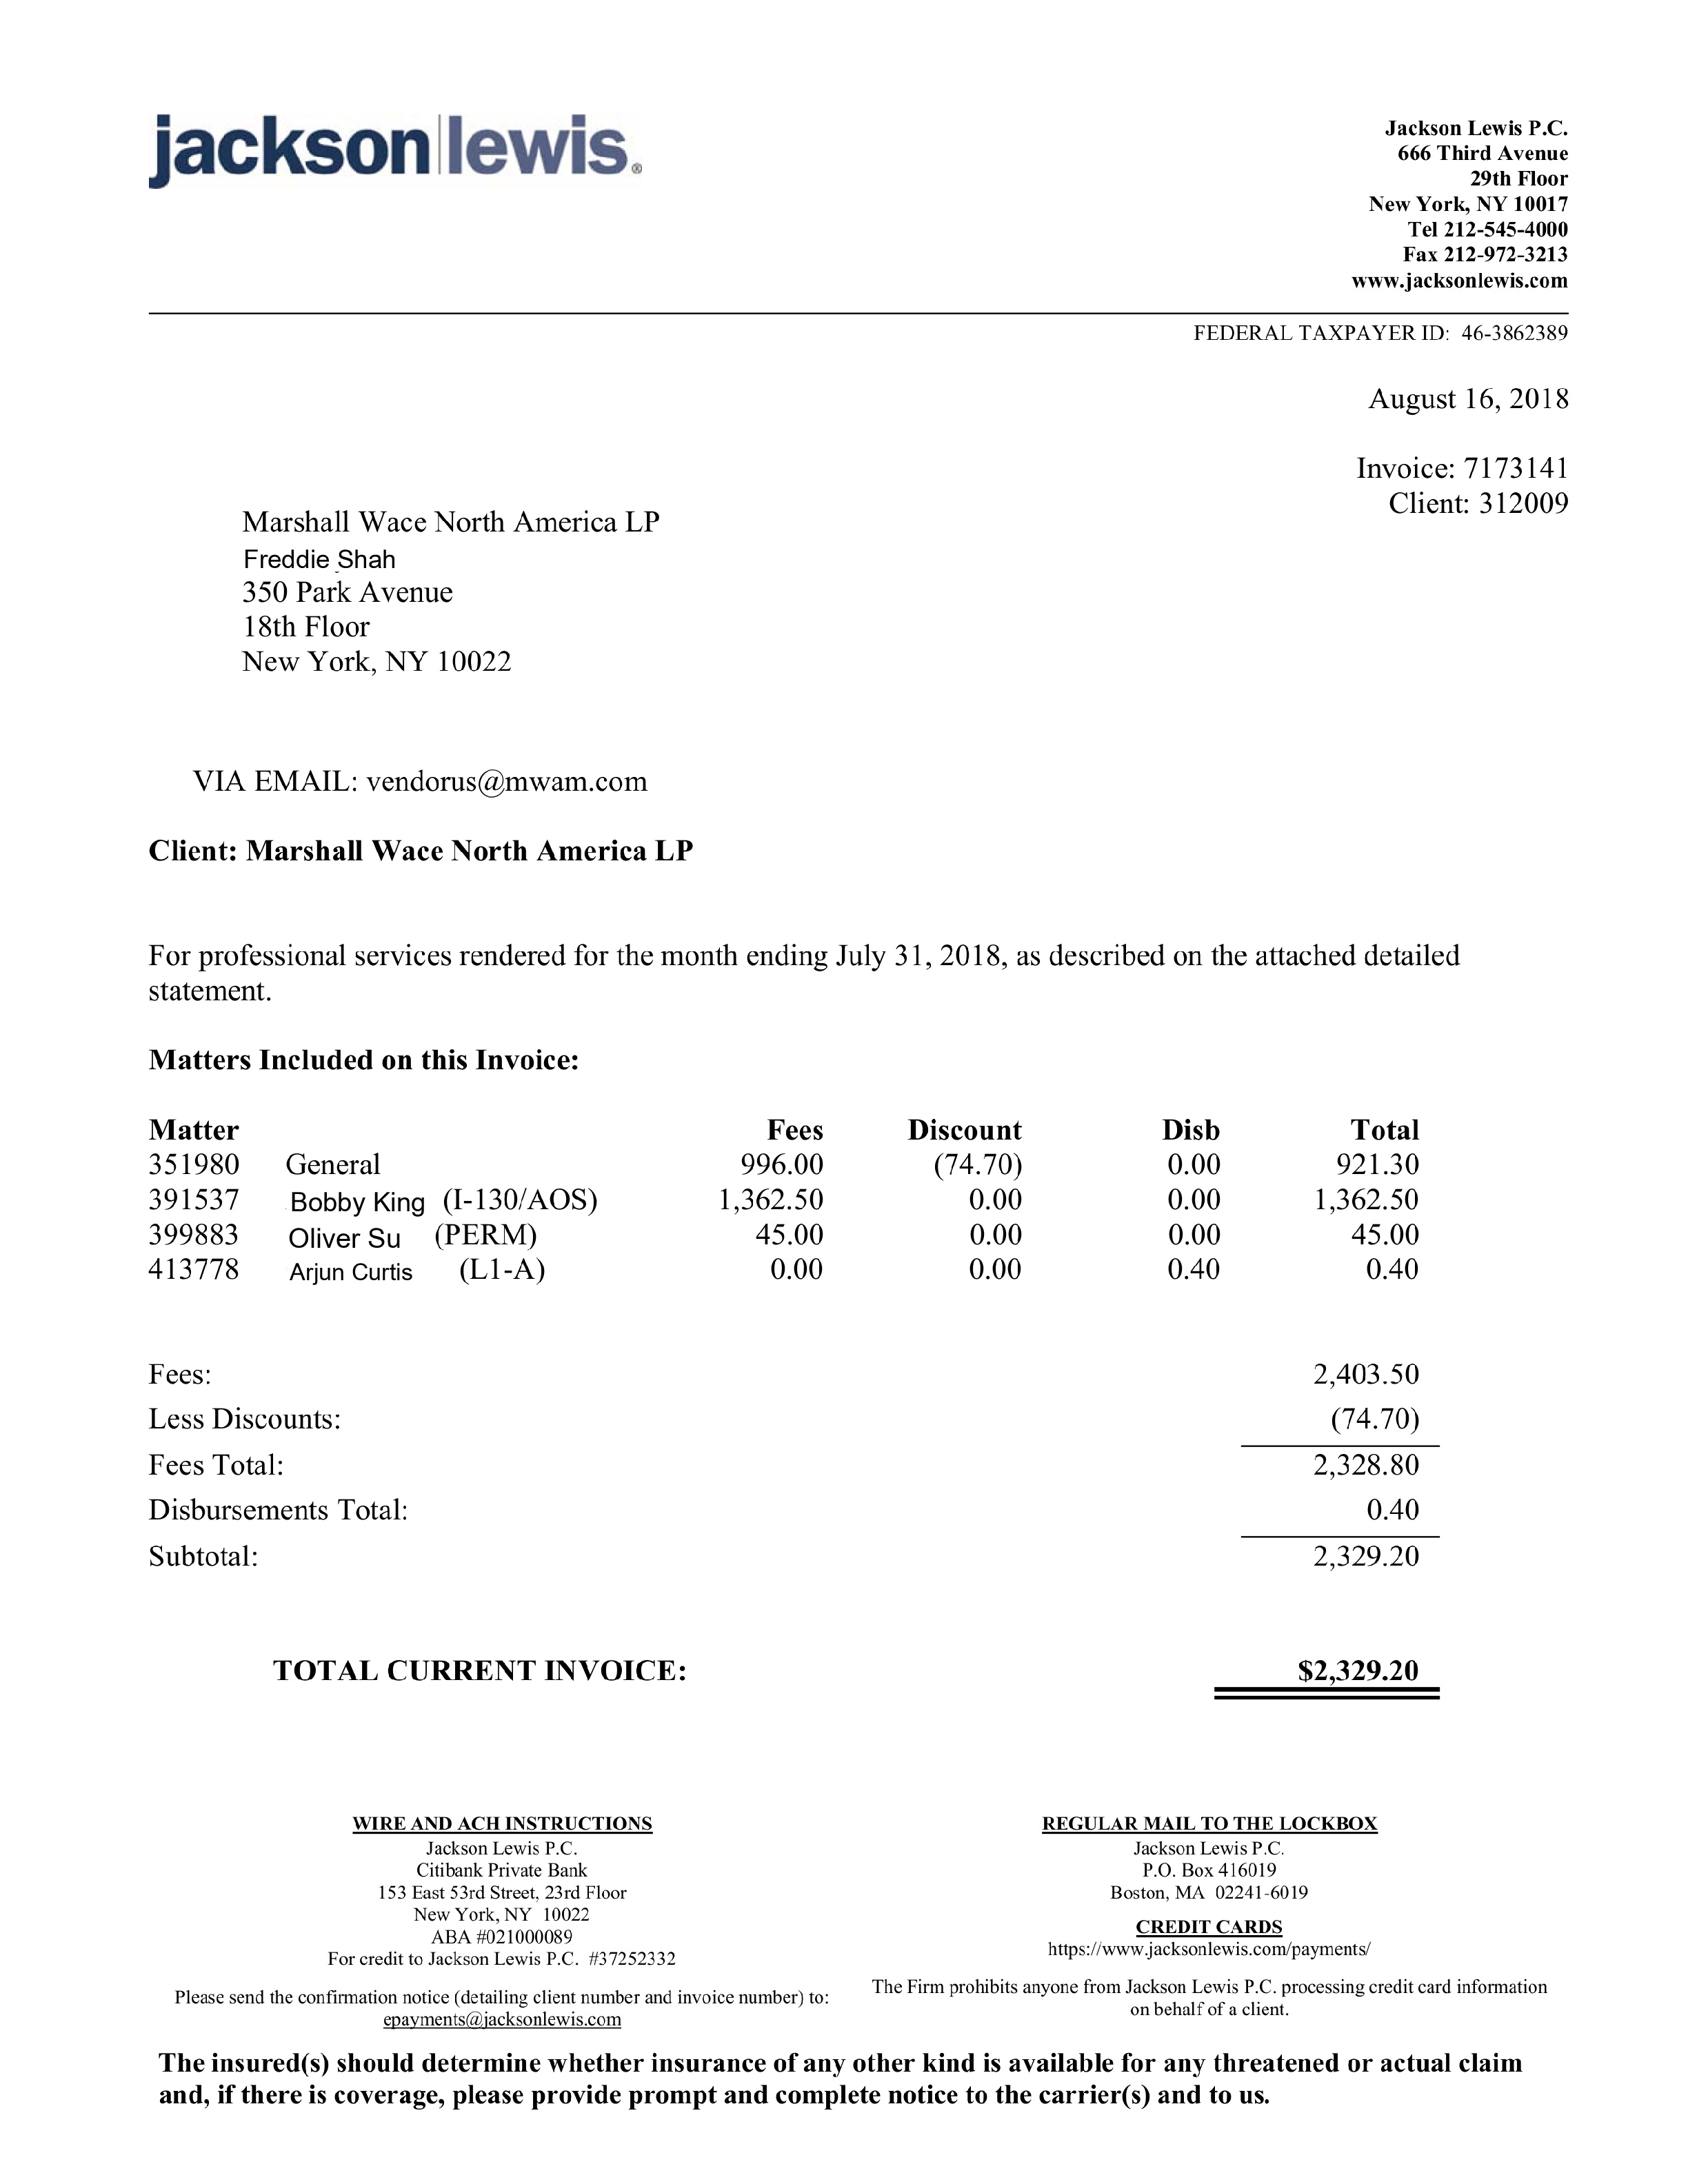 jackson|lewis®
Jackson Lewis P.C.
666 Third Avenue
29th Floor
New York, NY 10017
Tel 212-545-4000
Fax 212-972-3213
www.jacksonlewis.com
FEDERAL TAXPAYER ID: 46-3862389
August 16, 2018
Invoice: 7173141
Client: 312009
Marshall Wace North America LP
Freddie Shah
350 Park Avenue
18th Floor
New York, NY 10022
VIA EMAIL: vendorus@mwam.com
Client: Marshall Wace North America LP
For professional services rendered for the month ending July 31, 2018, as described on the attached detailed
statement.
Matters Included on this Invoice:
Matter Fees Discount Disb Total
351980 General 996.00 (74.70) 0.00 921.30
391537 Bobby King (I-130/AOS) 1,362.50 0.00 0.00 1,362.50
399883 Oliver Su (PERM) 45.00 0.00 0.00 45.00
413778 Arjun Curtis (L1-A) 0.00 0.00 0.40 0.40
Fees: 2,403.50
Less Discounts: (74.70)
Fees Total: 2,328.80
Disbursements Total: 0.40
Subtotal: 2,329.20
TOTAL CURRENT INVOICE: $2,329.20
WIRE AND ACH INSTRUCTIONS
Jackson Lewis P.C.
Citibank Private Bank
153 East 53rd Street, 23rd Floor
New York, NY 10022
ABA #021000089
For credit to Jackson Lewis P.C. #37252332
Please send the confirmation notice (detailing client number and invoice number) to:
epayments@jacksonlewis.com
REGULAR MAIL TO THE LOCKBOX
Jackson Lewis P.C.
P.O. Box 416019
Boston, MA 02241-6019
CREDIT CARDS
https://www.jacksonlewis.com/payments/
The Firm prohibits anyone from Jackson Lewis P.C. processing credit card information
on behalf of a client.
The insured(s) should determine whether insurance of any other kind is available for any threatened or actual claim
and, if there is coverage, please provide prompt and complete notice to the carrier(s) and to us.